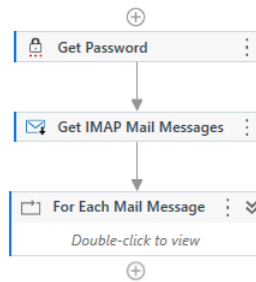 Get Password
Get IMAP Mail Messages
For Each Mail Message
Double-click to view